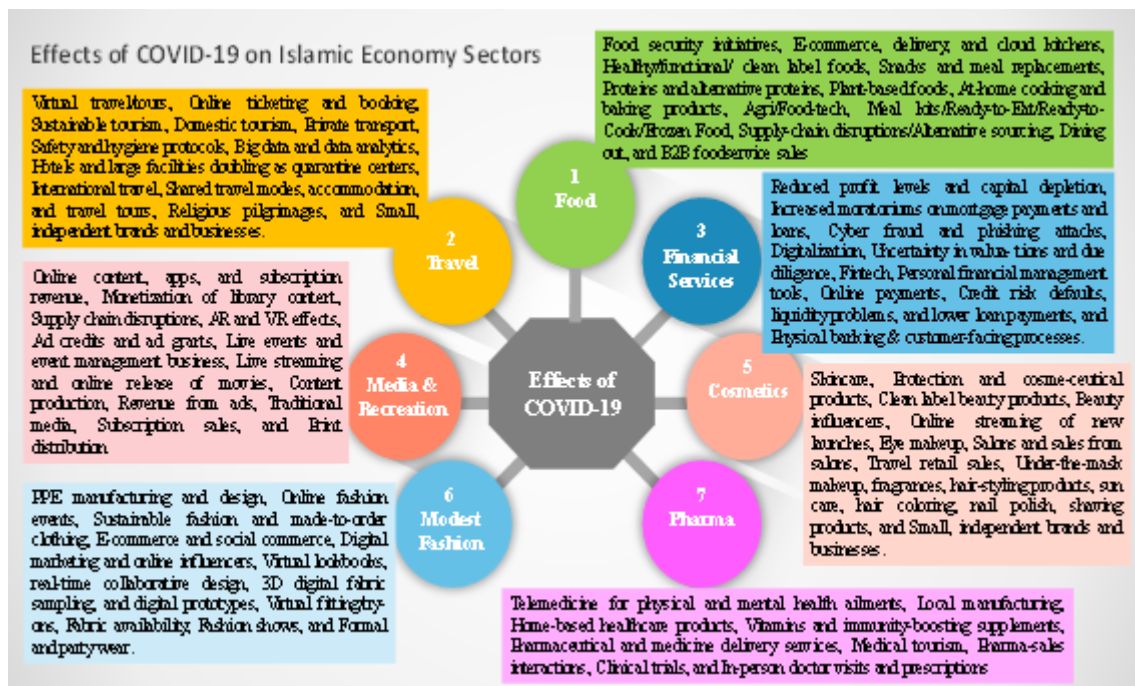 Effects of COVID-19 on Islamic Economy Sectors
Food security initiatives, E-commerce, delivery, and cloud kitchens,
Healthy/functional/ clean label foods, Snacks and meal replacements,
Proteins and alternative proteins, Plant-based foods, At-home cooking and
baking products, Agri/Food-tech, Meal kits/Ready-to-Eat/Ready-to-
Cook/Frozen Food, Supply-chain disruptions/Alternative sourcing, Dining
out, and B2B foodservice sales
Virtual travel/tours, Online ticketing and booking,
Sustainable tourism, Domestic tourism, Private transport,
Safety and hygiene protocols, Big data and data analytics,
Hotels and large facilities doubling as quarantine centers,
International travel, Shared travel modes, accommodation,
and travel tours, Religious pilgrimages, and Small,
independent brands and businesses.
1
Food
2
Travel
3
Financial
Services
Reduced profit levels and capital depletion,
Increased moratoriums on mortgage payments and
loans, Cyber fraud and phishing attacks,
Digitalization, Uncertainty in valua- tions and due
diligence, Fintech, Personal financial management
tools, Online payments, Credit risk defaults,
liquidity problems, and lower loan payments, and
Physical banking & customer-facing processes.
Online content, apps, and subscription
revenue, Monetization of library content,
Supply chain disruptions, AR and VR effects,
Ad credits and ad grants, Live events and
event management business, Live streaming
and online release of movies, Content
production, Revenue from ads, Traditional
media, Subscription sales, and Print
distribution
4
Media &
Recreation
Effects of
COVID-19
5
Cosmetics
Skincare, Protection and cosme-ceutical
products, Clean label beauty products, Beauty
influencers, Online streaming of new
launches, Eye makeup, Salons and sales from
salons, Travel retail sales, Under-the-mask
makeup, fragrances, hair-styling products, sun
care, hair coloring, nail polish, shaving
products, and Small, independent brands and
businesses.
PPE manufacturing and design, Online fashion
events, Sustainable fashion and made-to-order
clothing, E-commerce and social commerce, Digital
marketing and online influencers, Virtual lookbooks,
real-time collaborative design, 3D digital fabric
sampling, and digital prototypes, Virtual fitting/try-
ons, Fabric availability, Fashion shows, and Formal
and party wear.
6
Modest
Fashion
7
Pharma
Telemedicine for physical and mental health ailments, Local manufacturing,
Home-based healthcare products, Vitamins and immunity-boosting supplements,
Pharmaceutical and medicine delivery services, Medical tourism, Pharma-sales
interactions, Clinical trials, and In-person doctor visits and prescriptions